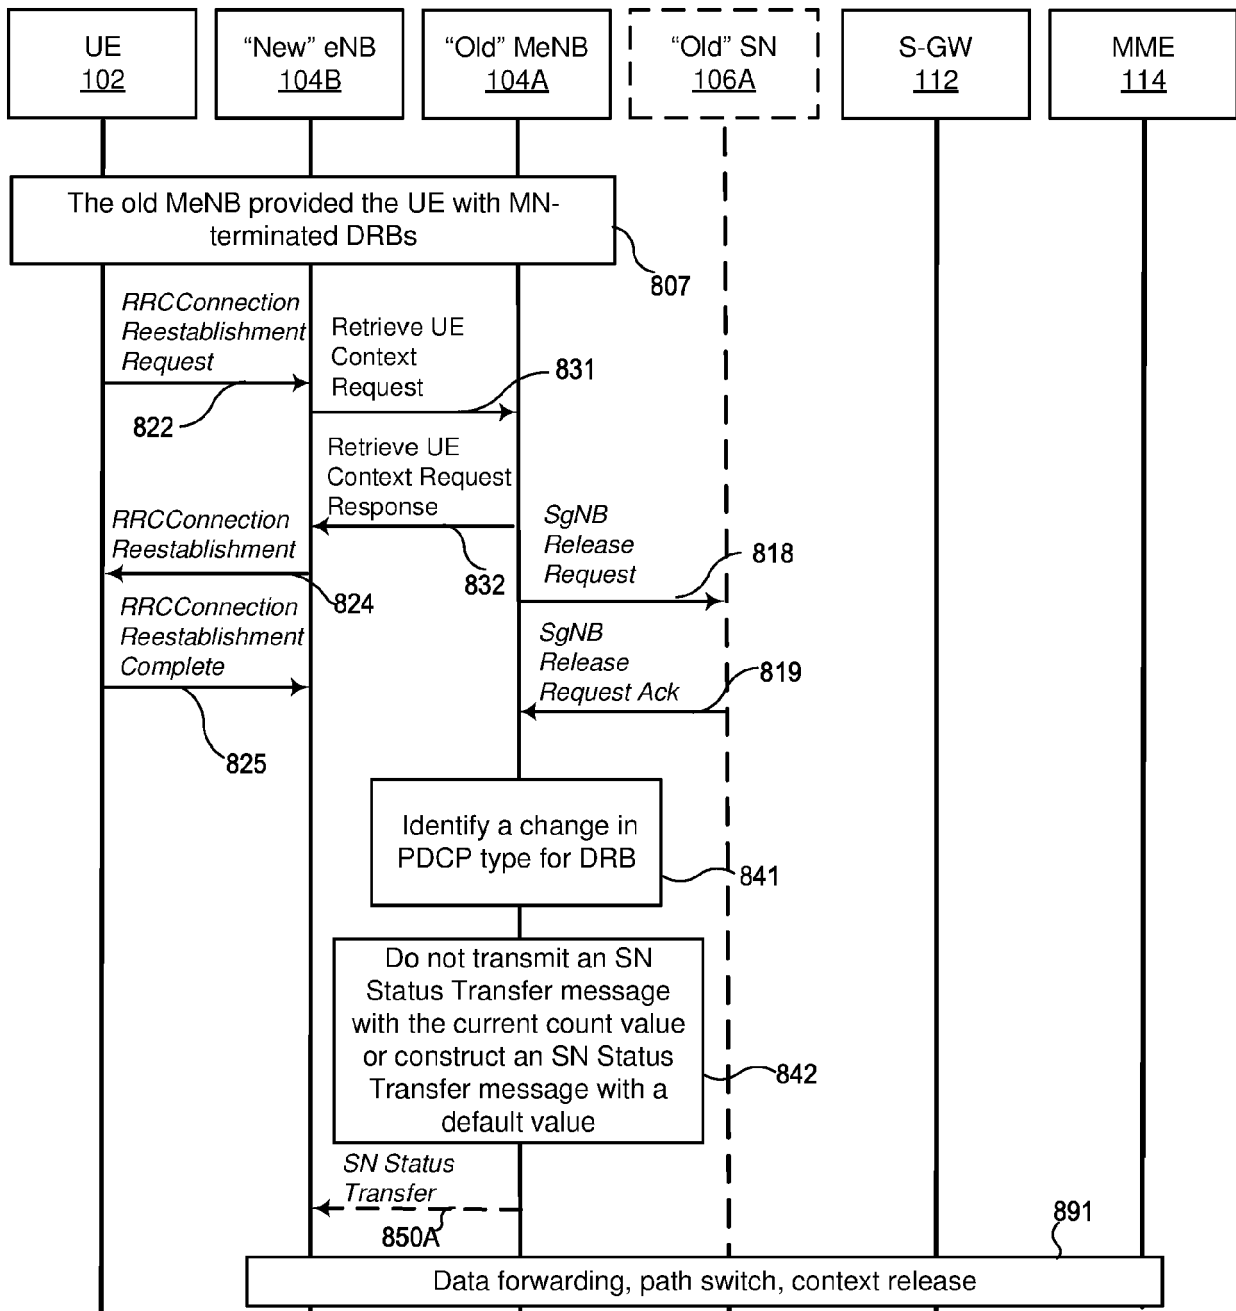 UE
102
“New” eNB
104B
“Old” MeNB
104A
“Old” SN
106A
S-GW
112
MME
114
The old MeNB provided the UE with MN-
terminated DRBs
807
RRCConnection
Reestablishment
Request
822
Retrieve UE
Context
Request
831
Retrieve UE
Context Request
Response
832
RRCConnection
Reestablishment
824
SgNB
Release
Request
818
RRCConnection
Reestablishment
Complete
825
SgNB
Release
Request Ack
819
Identify a change in
PDCP type for DRB
841
Do not transmit an SN
Status Transfer message
with the current count value
or construct an SN Status
Transfer message with a
default value
842
SN Status
Transfer
850A
891
Data forwarding, path switch, context release